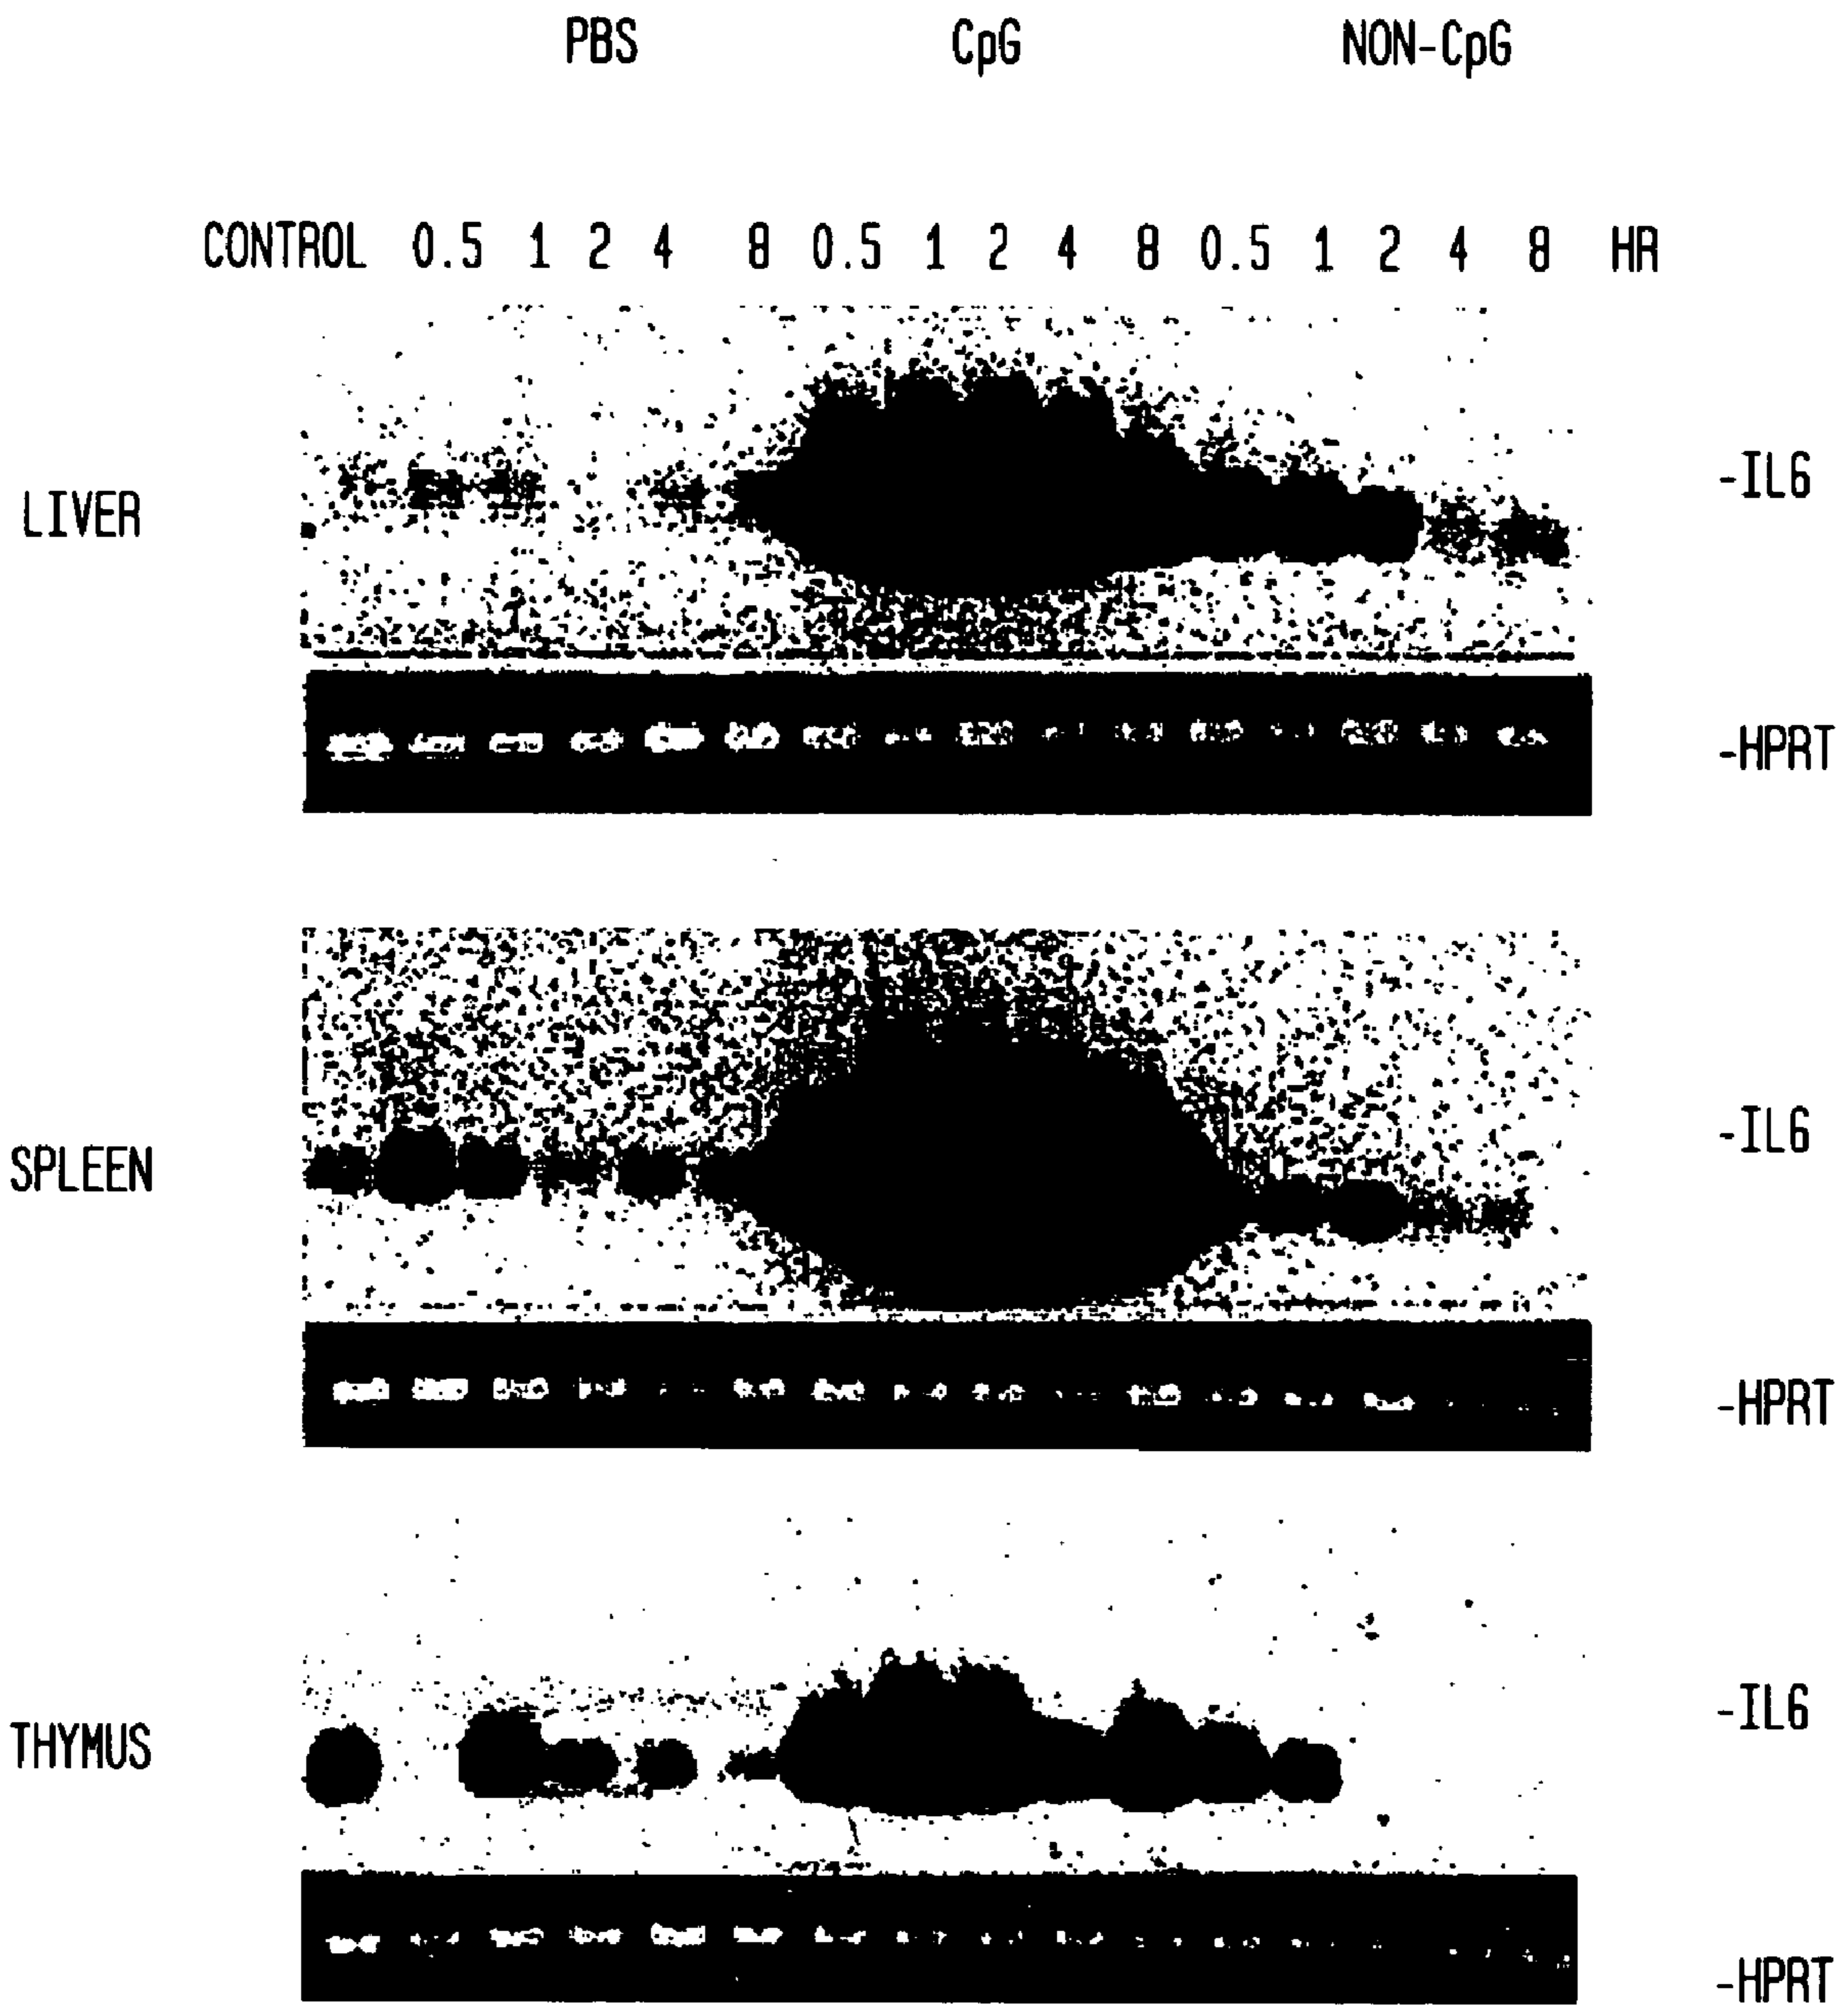 PBS CpG NON-CpG
CONTROL 0.5 1 2 4 8 0.5 1 2 4 8 0.5 1 2 4 8 HR
-IL6
LIVER
-HPRT
-IL6
SPLEEN
-HPRT
-IL6
THYMUS
-HPRT